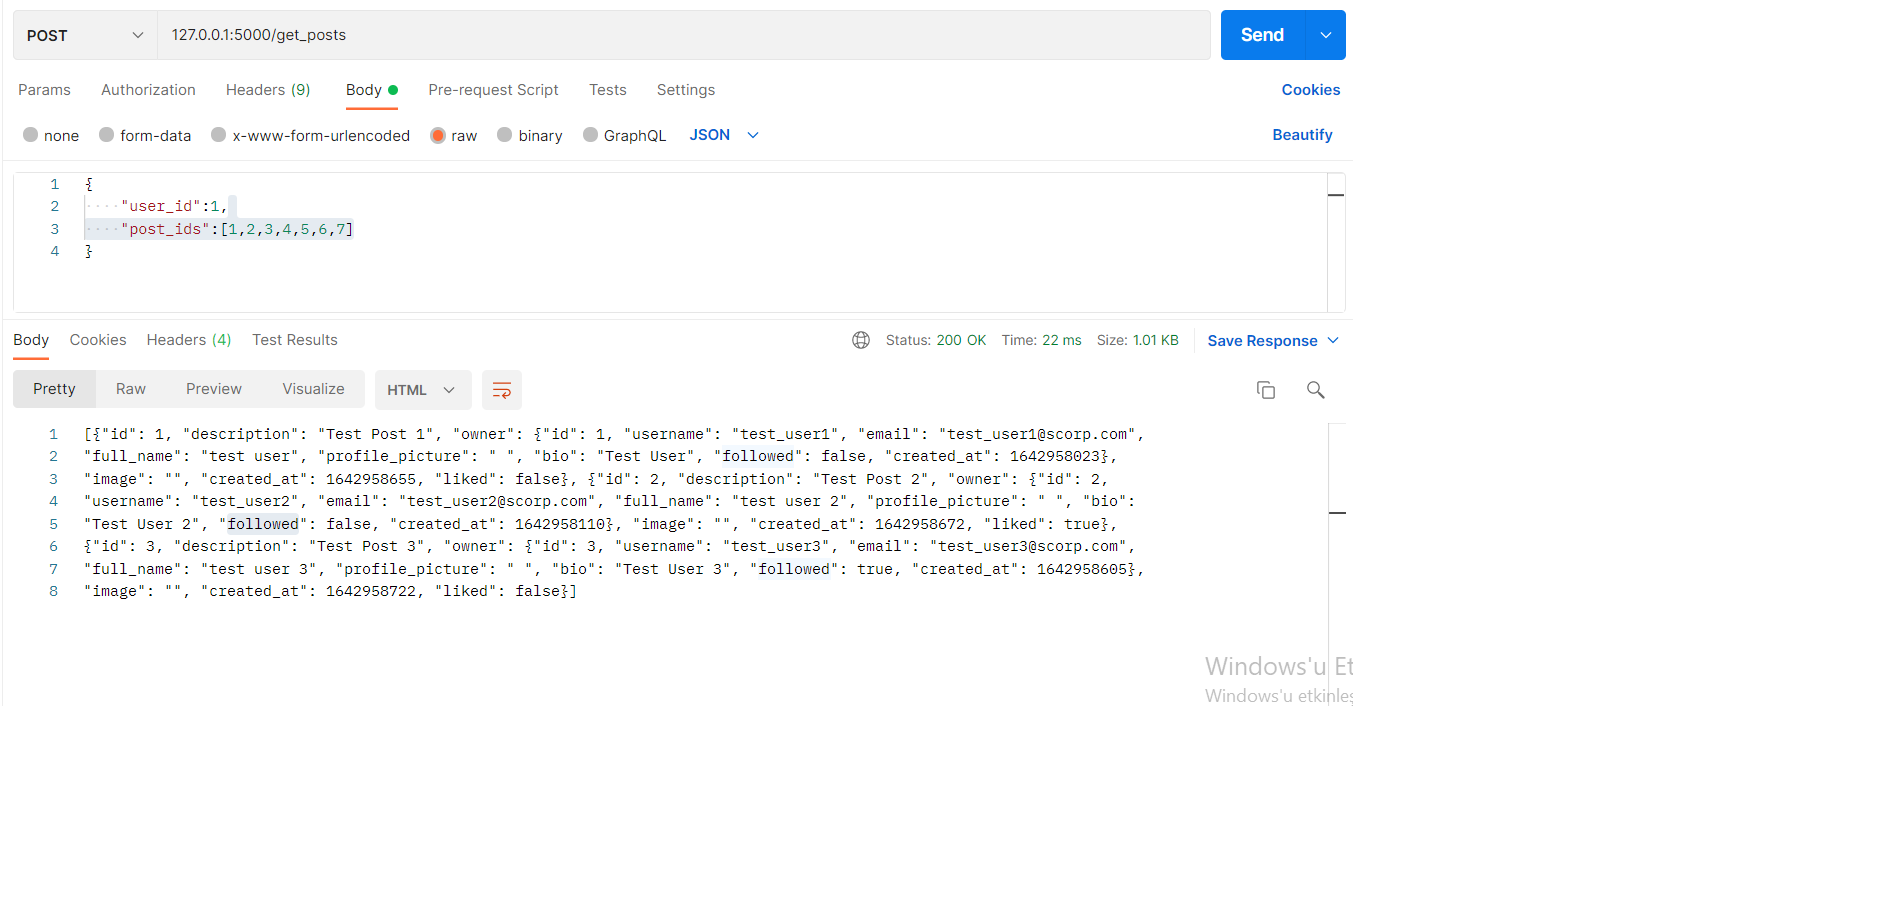 POST 127.0.0.1:5000/get_posts Send
Params Authorization Headers (9) Body Pre-request Script Tests Settings Cookies
none form-data x-www-form-urlencoded raw binary GraphQL JSON Beautify
1 {
2 ····"user_id":1,
3 ····"post_ids":[1,2,3,4,5,6,7]
4 }
Body Cookies Headers (4) Test Results Status: 200 OK Time: 22 ms Size: 1.01 KB Save Response
Pretty Raw Preview Visualize HTML
1 [{"id": 1, "description": "Test Post 1", "owner": {"id": 1, "username": "test_user1", "email": "test_user1@scorp.com",
2 "full_name": "test user", "profile_picture": " ", "bio": "Test User", "followed": false, "created_at": 1642958023},
3 "image": "", "created_at": 1642958655, "liked": false}, {"id": 2, "description": "Test Post 2", "owner": {"id": 2,
4 "username": "test_user2", "email": "test_user2@scorp.com", "full_name": "test user 2", "profile_picture": " ", "bio":
5 "Test User 2", "followed": false, "created_at": 1642958110}, "image": "", "created_at": 1642958672, "liked": true},
6 {"id": 3, "description": "Test Post 3", "owner": {"id": 3, "username": "test_user3", "email": "test_user3@scorp.com",
7 "full_name": "test user 3", "profile_picture": " ", "bio": "Test User 3", "followed": true, "created_at": 1642958605},
8 "image": "", "created_at": 1642958722, "liked": false}]
Windows'u Et
Windows'u etkinleş